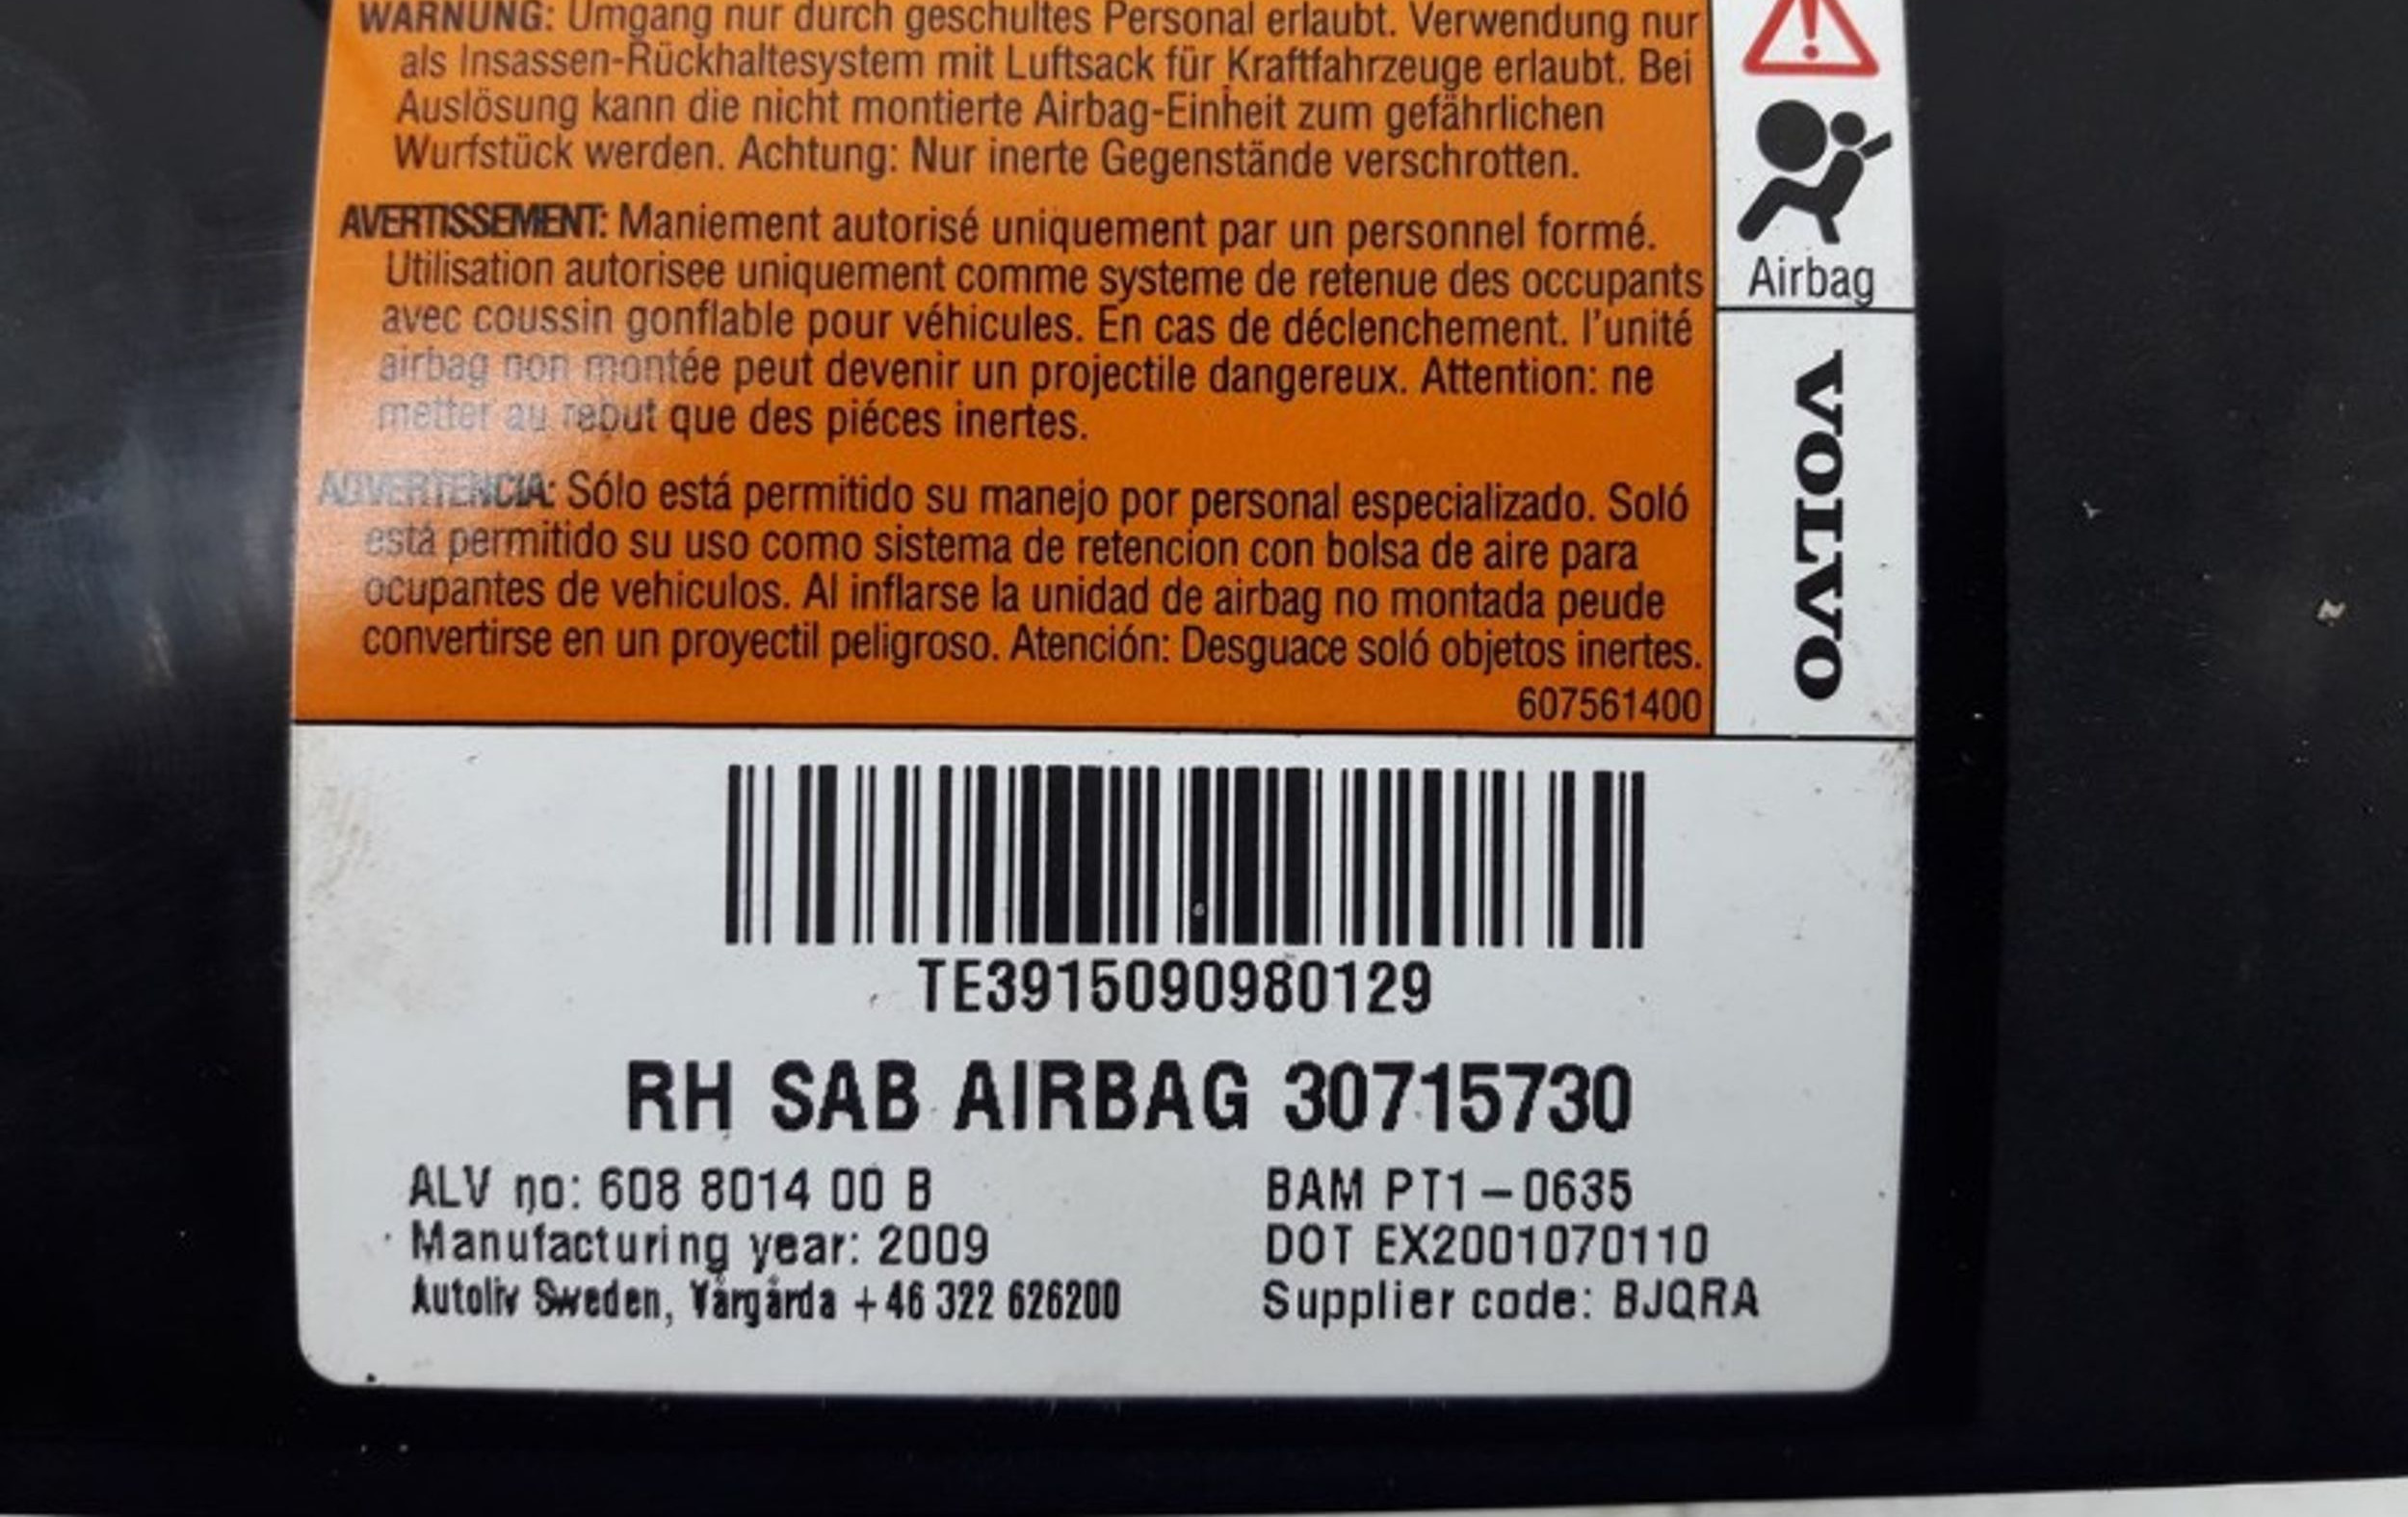 WARNUNG: Umgang nur durch geschultes Personal erlaubt. Verwendung nur
als Insassen-Rückhaltesystem mit Luftsack für Kraftfahrzeuge erlaubt. Bei
Auslösung kann die nicht montierte Airbag-Einheit zum gefährlichen
Wurfstück werden. Achtung: Nur inerte Gegenstände verschrotten.
AVERTISSEMENT: Maniement autorisé uniquement par un personnel formé.
Utilisation autorisee uniquement comme systeme de retenue des occupants
avec coussin gonflable pour véhicules. En cas de déclenchement. l'unité
airbag non montée peut devenir un projectile dangereux. Attention: ne
metter au rebut que des piéces inertes.
ADVERTENCIA: Sólo está permitido su manejo por personal especializado. Soló
está permitido su uso como sistema de retencion con bolsa de aire para
ocupantes de vehiculos. Al inflarse la unidad de airbag no montada peude
convertirse en un proyectil peligroso. Atención: Desguace soló objetos inertes.
607561400
Airbag
VOLVO
TE3915090980129
RH SAB AIRBAG 30715730
ALV no: 608 8014 00 B
Manufacturing year: 2009
Autoliv Sweden, Vårgårda +46 322 626200
BAM PT1-0635
DOT EX2001070110
Supplier code: BJQRA